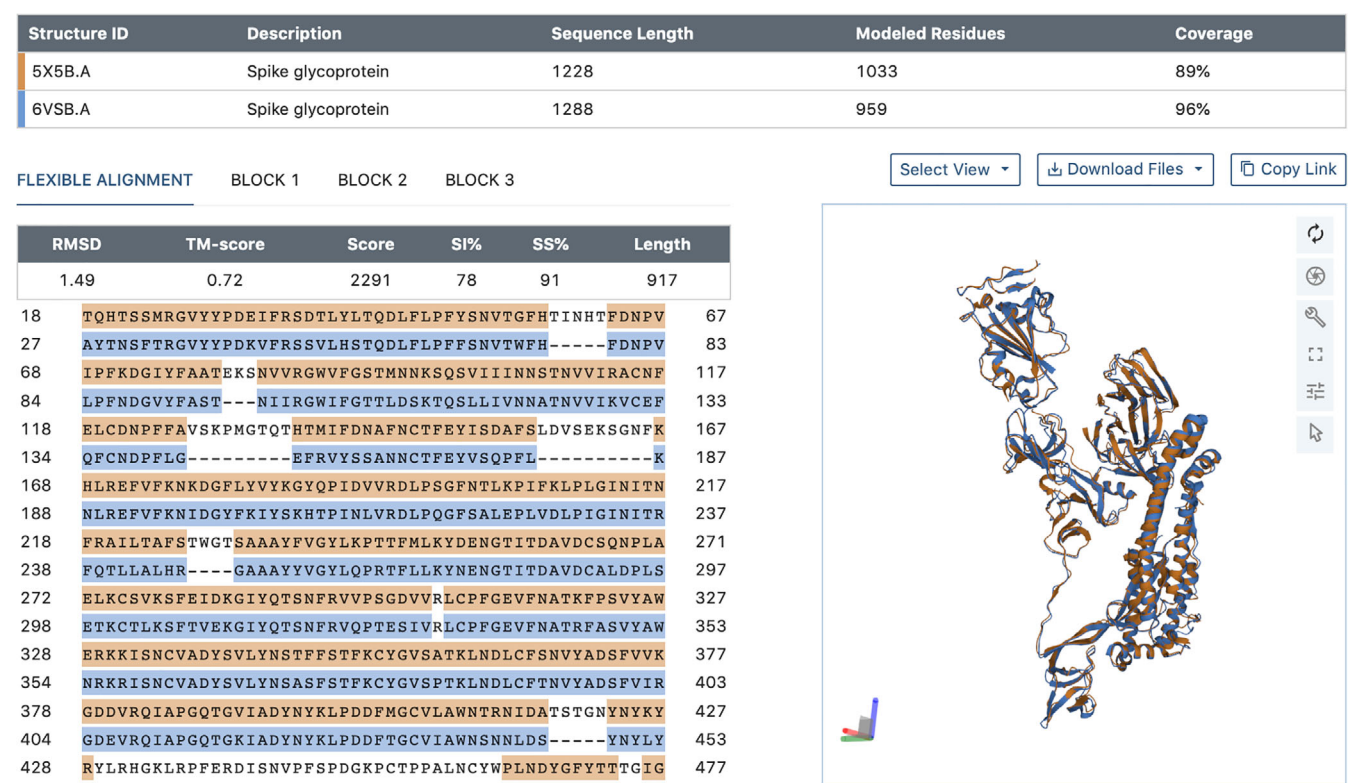 Structure ID Description Sequence Length Modeled Residues Coverage
5X5B.A Spike glycoprotein 1228 1033 89%
6VSB.A Spike glycoprotein 1288 959 96%
FLEXIBLE ALIGNMENT BLOCK 1 BLOCK 2 BLOCK 3
Select View Download Files Copy Link
RMSD TM-score Score SI% SS% Length
1.49 0.72 2291 78 91 917
18 TQHTSSMRGVYYPDEIFRSDTLYLTQDLFLPFYSNVTGFHTINHTFDNPV 67
27 AYTNSFTRGVYYPDKVFRSSVLHSTQDLFLPFFSNVTWFH-----FDNPV 83
68 IPFKDGIYFAATEKSNVVRGWVFGSTMNNKSQSVIIINNSTNVVIRACNF 117
84 LPFNDGVYFAST---NIIRGWIFGTTLDSKTQSLLIVNNATNVVIKVCEF 133
118 ELCDNPFFAVSKPMGTQTHTMIFDNAFNCTFEYISDAFSLDVSEKSGNFK 167
134 QFCNDPFLG---------EFRVYSSANNCTFEYVSQPFL----------K 187
168 HLREFVFKNKDGFLYVYKGYQPIDVVRDLPSGFNTLKPIFKLPLGINITN 217
188 NLREFVFKNIDGYFKIYSKHTPINLVRDLPQGFSALEPLVDLPIGINITR 237
218 FRAILTAFSTWGTSAAAYFVGYLKPTTFMLKYDENGTITDAVDCSQNPLA 271
238 FQTLLALHR----GAAAYYVGYLQPRTFLLKYNENGTITDAVDCALDPLS 297
272 ELKCSVKSFEIDKGIYQTSNFRVVPSGDVVRLCPFGEVFNATKFPSVYAW 327
298 ETKCTLKSFTVEKGIYQTSNFRVQPTESIVRLCPFGEVFNATRFASVYAW 353
328 ERKKISNCVADYSVLYNSTFFSTFKCYGVSATKLNDLCFSNVYADSFVVK 377
354 NRKRISNCVADYSVLYNSASFSTFKCYGVSPTKLNDLCFTNVYADSFVIR 403
378 GDDVRQIAPGQTGVIADYNYKLPDDFMGCVLAWNTRNIDATSTGNYNYKY 427
404 GDEVRQIAPGQTGKIADYNYKLPDDFTGCVIAWNSNNLDS-----YNYLY 453
428 RYLRHGKLRPFERDISNVPFSPDGKPCTPPALNCYWPLNDYGFYTTTGIG 477